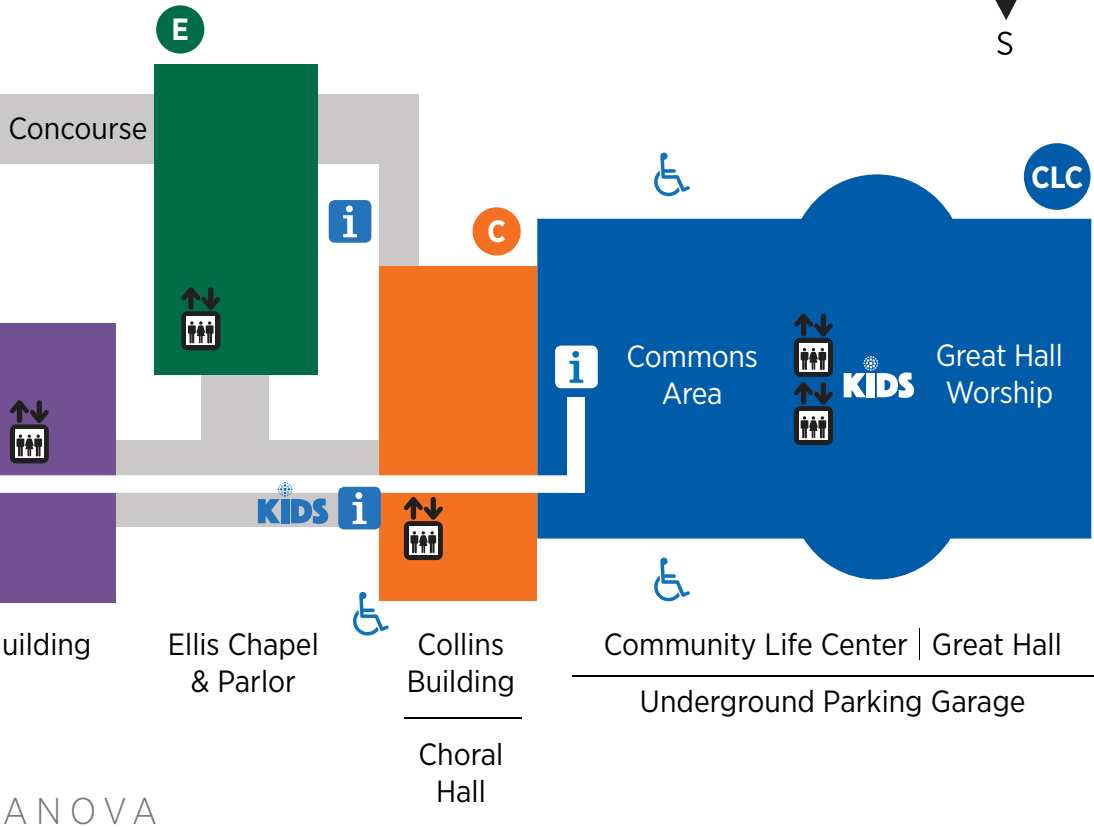 S
E
Concourse
CLC
i
C
i
Commons
Area
KIDS
Great Hall
Worship
KIDS
i
uilding
Ellis Chapel
& Parlor
Collins
Building
Choral
Hall
Community Life Center | Great Hall
Underground Parking Garage
ANOVA